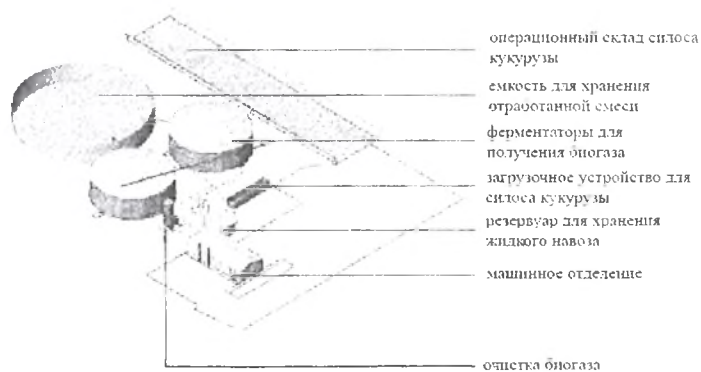 операционный склад силоса
кукурузы
емкость для хранения
отработанной смеси
ферментаторы для
получения биогаза
загрузочное устройство для
силоса кукурузы
резервуар для хранения
жидкого навоза
машинное отделение
очистка биогаза